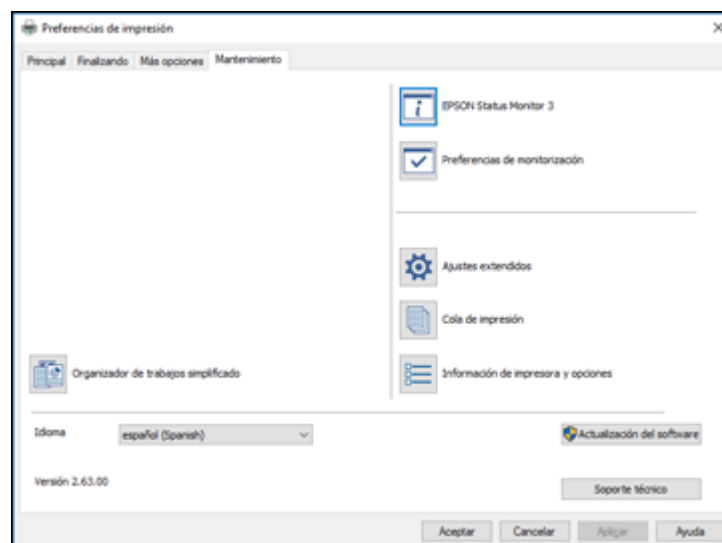 Preferencias de impresión
Principal Finalizando Más opciones Mantenimiento
EPSON Status Monitor 3
Preferencias de monitorización
Ajustes extendidos
Cola de impresión
Organizador de trabajos simplificado
Información de impresora y opciones
Idioma
español (Spanish)
Actualización del software
Versión 2.63.00
Soporte técnico
Aceptar Cancelar Aplicar Ayuda